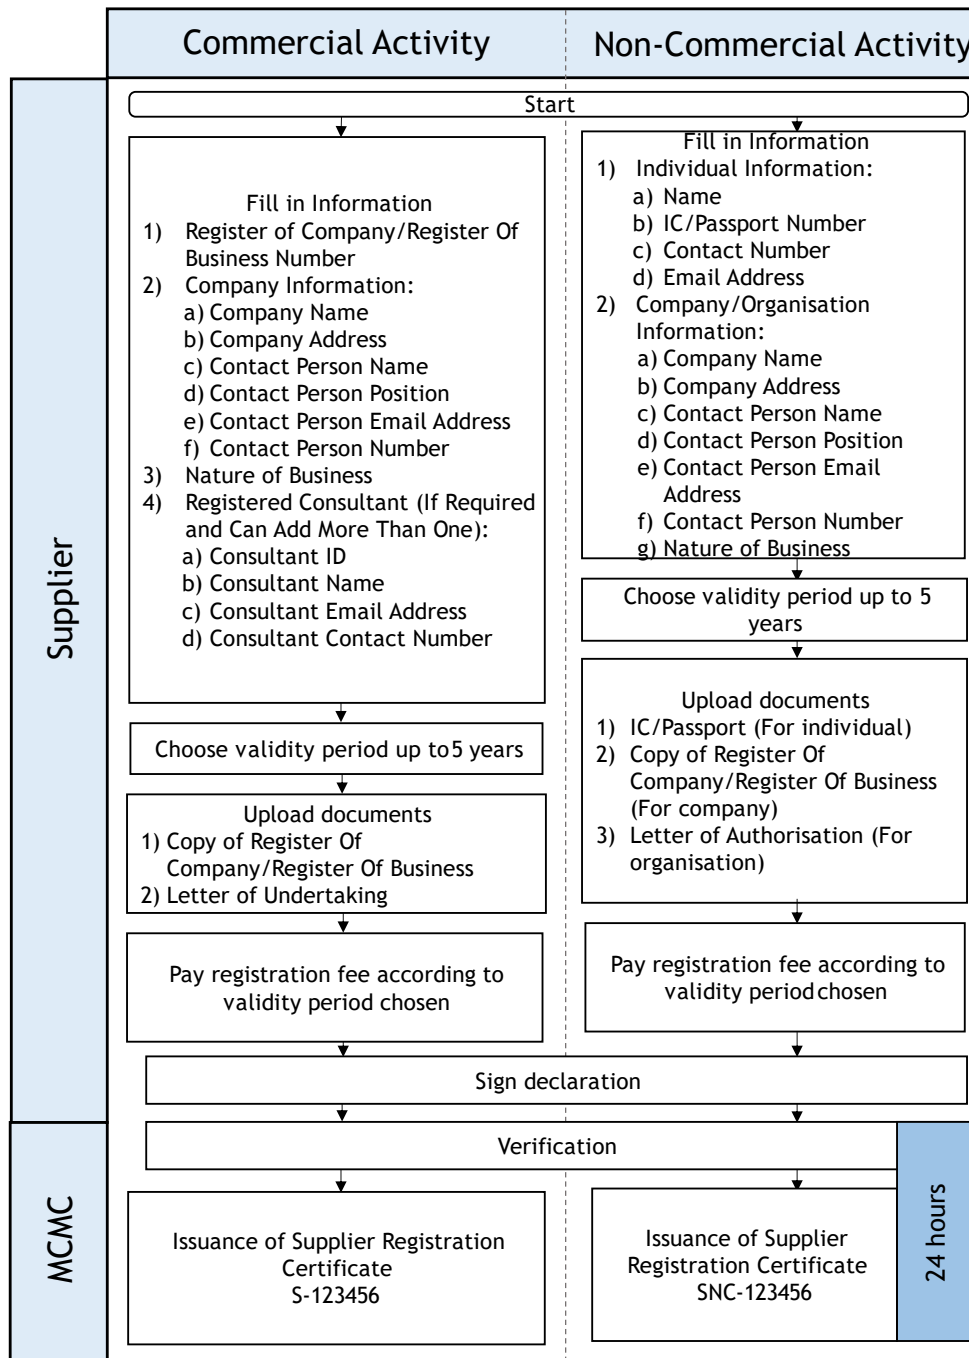 Commercial Activity
Non-Commercial Activity
Supplier
Start
Fill in Information
1) Register of Company/Register Of
Business Number
2) Company Information:
a) Company Name
b) Company Address
c) Contact Person Name
d) Contact Person Position
e) Contact Person Email Address
f) Contact Person Number
3) Nature of Business
4) Registered Consultant (If Required
and Can Add More Than One):
a) Consultant ID
b) Consultant Name
c) Consultant Email Address
d) Consultant Contact Number
Choose validity period up to 5 years
Upload documents
1) Copy of Register Of
Company/Register Of Business
2) Letter of Undertaking
Pay registration fee according to
validity period chosen
Fill in Information
1) Individual Information:
a) Name
b) IC/Passport Number
c) Contact Number
d) Email Address
2) Company/Organisation
Information:
a) Company Name
b) Company Address
c) Contact Person Name
d) Contact Person Position
e) Contact Person Email
Address
f) Contact Person Number
g) Nature of Business
Choose validity period up to 5
years
Upload documents
1) IC/Passport (For individual)
2) Copy of Register Of
Company/Register Of Business
(For company)
3) Letter of Authorisation (For
organisation)
Pay registration fee according to
validity period chosen
Sign declaration
MCMC
Verification
Issuance of Supplier Registration
Certificate
S-123456
Issuance of Supplier
Registration Certificate
SNC-123456
24 hours